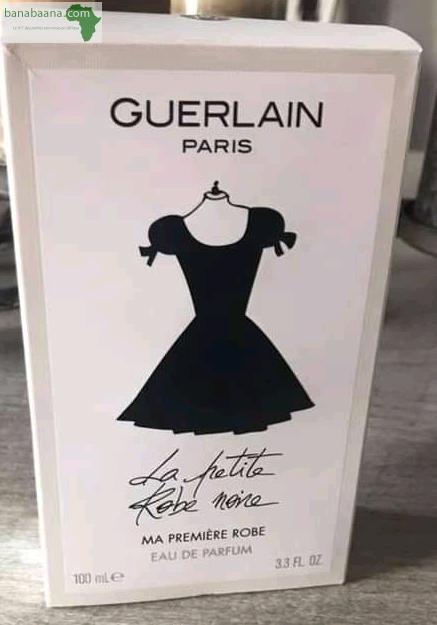 banabaana.com
GUERLAIN
PARIS
La petite
Robe noire
MA PREMIÈRE ROBE
EAU DE PARFUM
100 mL ℮
3.3 FL. OZ.